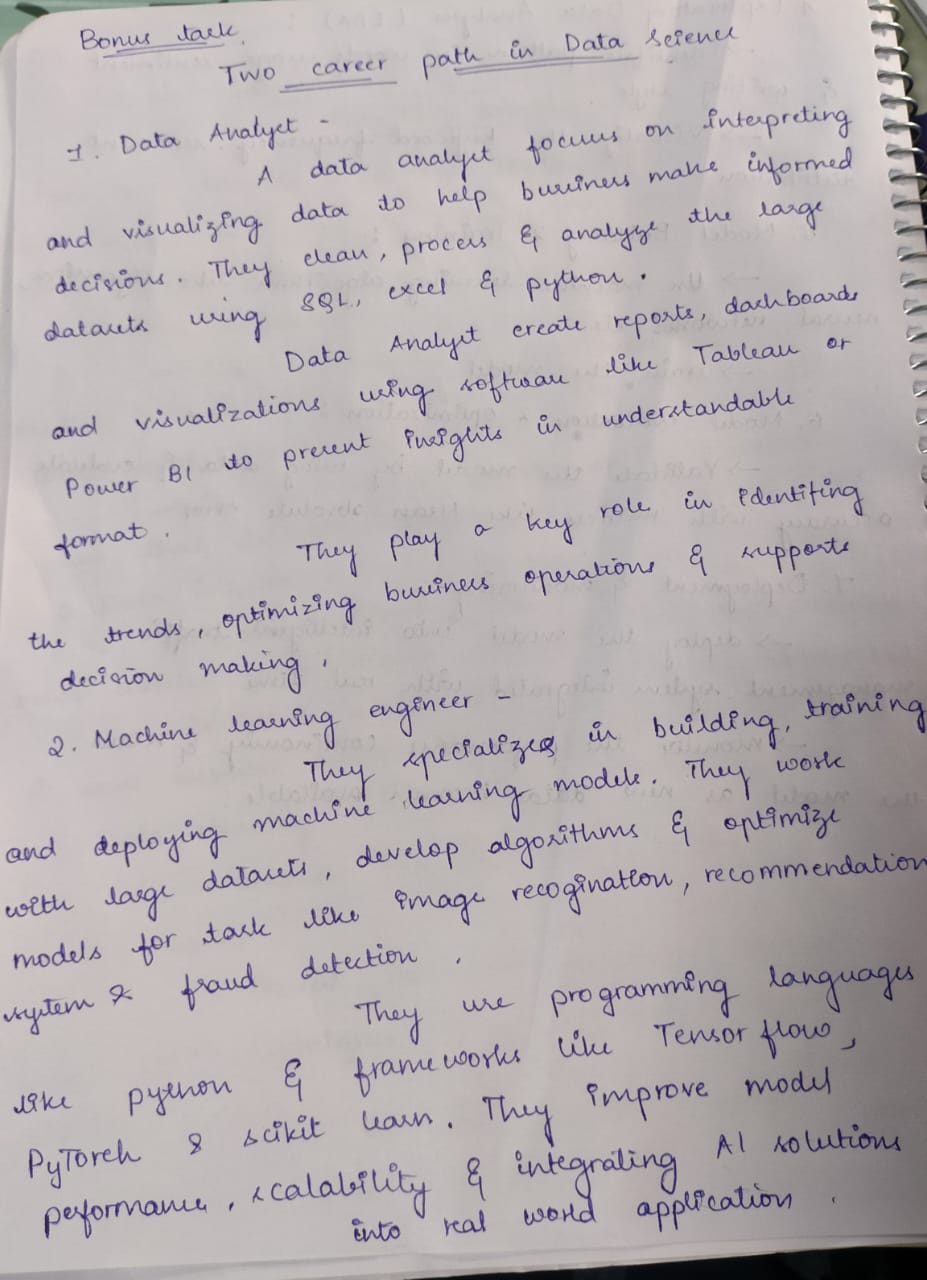 Bonus task.
Two career path in Data Science
1. Data Analyst -
A data analyst focuses on interpreting
and visualizing data to help business make informed
decisions. They clean, process & analyze the large
datasets using SQL, excel & python.
Data Analyst create reports, dashboards
and visualizations using software like Tableau or
Power BI to present insights in understandable
format.
They play a key role in identifing
the trends, optimizing business operations & supports
decision making.
2. Machine learning engineer -
They specializes in building, training
and deploying machine learning models. They work
with large datasets, develop algorithms & optimize
models for task like image recogination, recommendation
system & fraud detection.
They use programming languages
like python & frameworks like Tensor flow,
PyTorch & scikit learn. They improve model
performance, scalability & integrating AI solutions
into real world application.